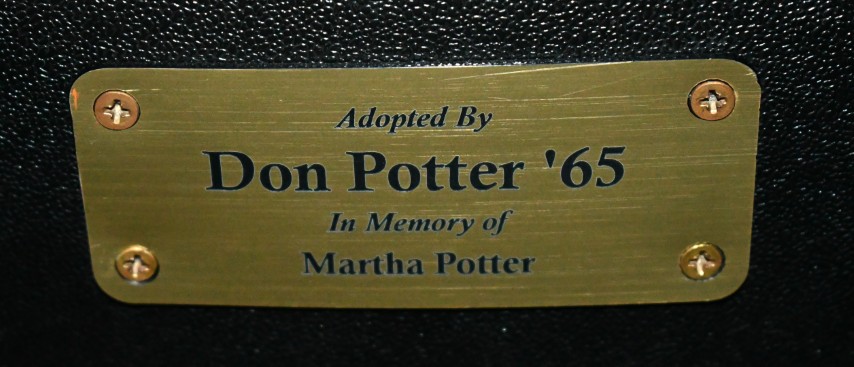 Adopted By
Don Potter '65
In Memory of
Martha Potter